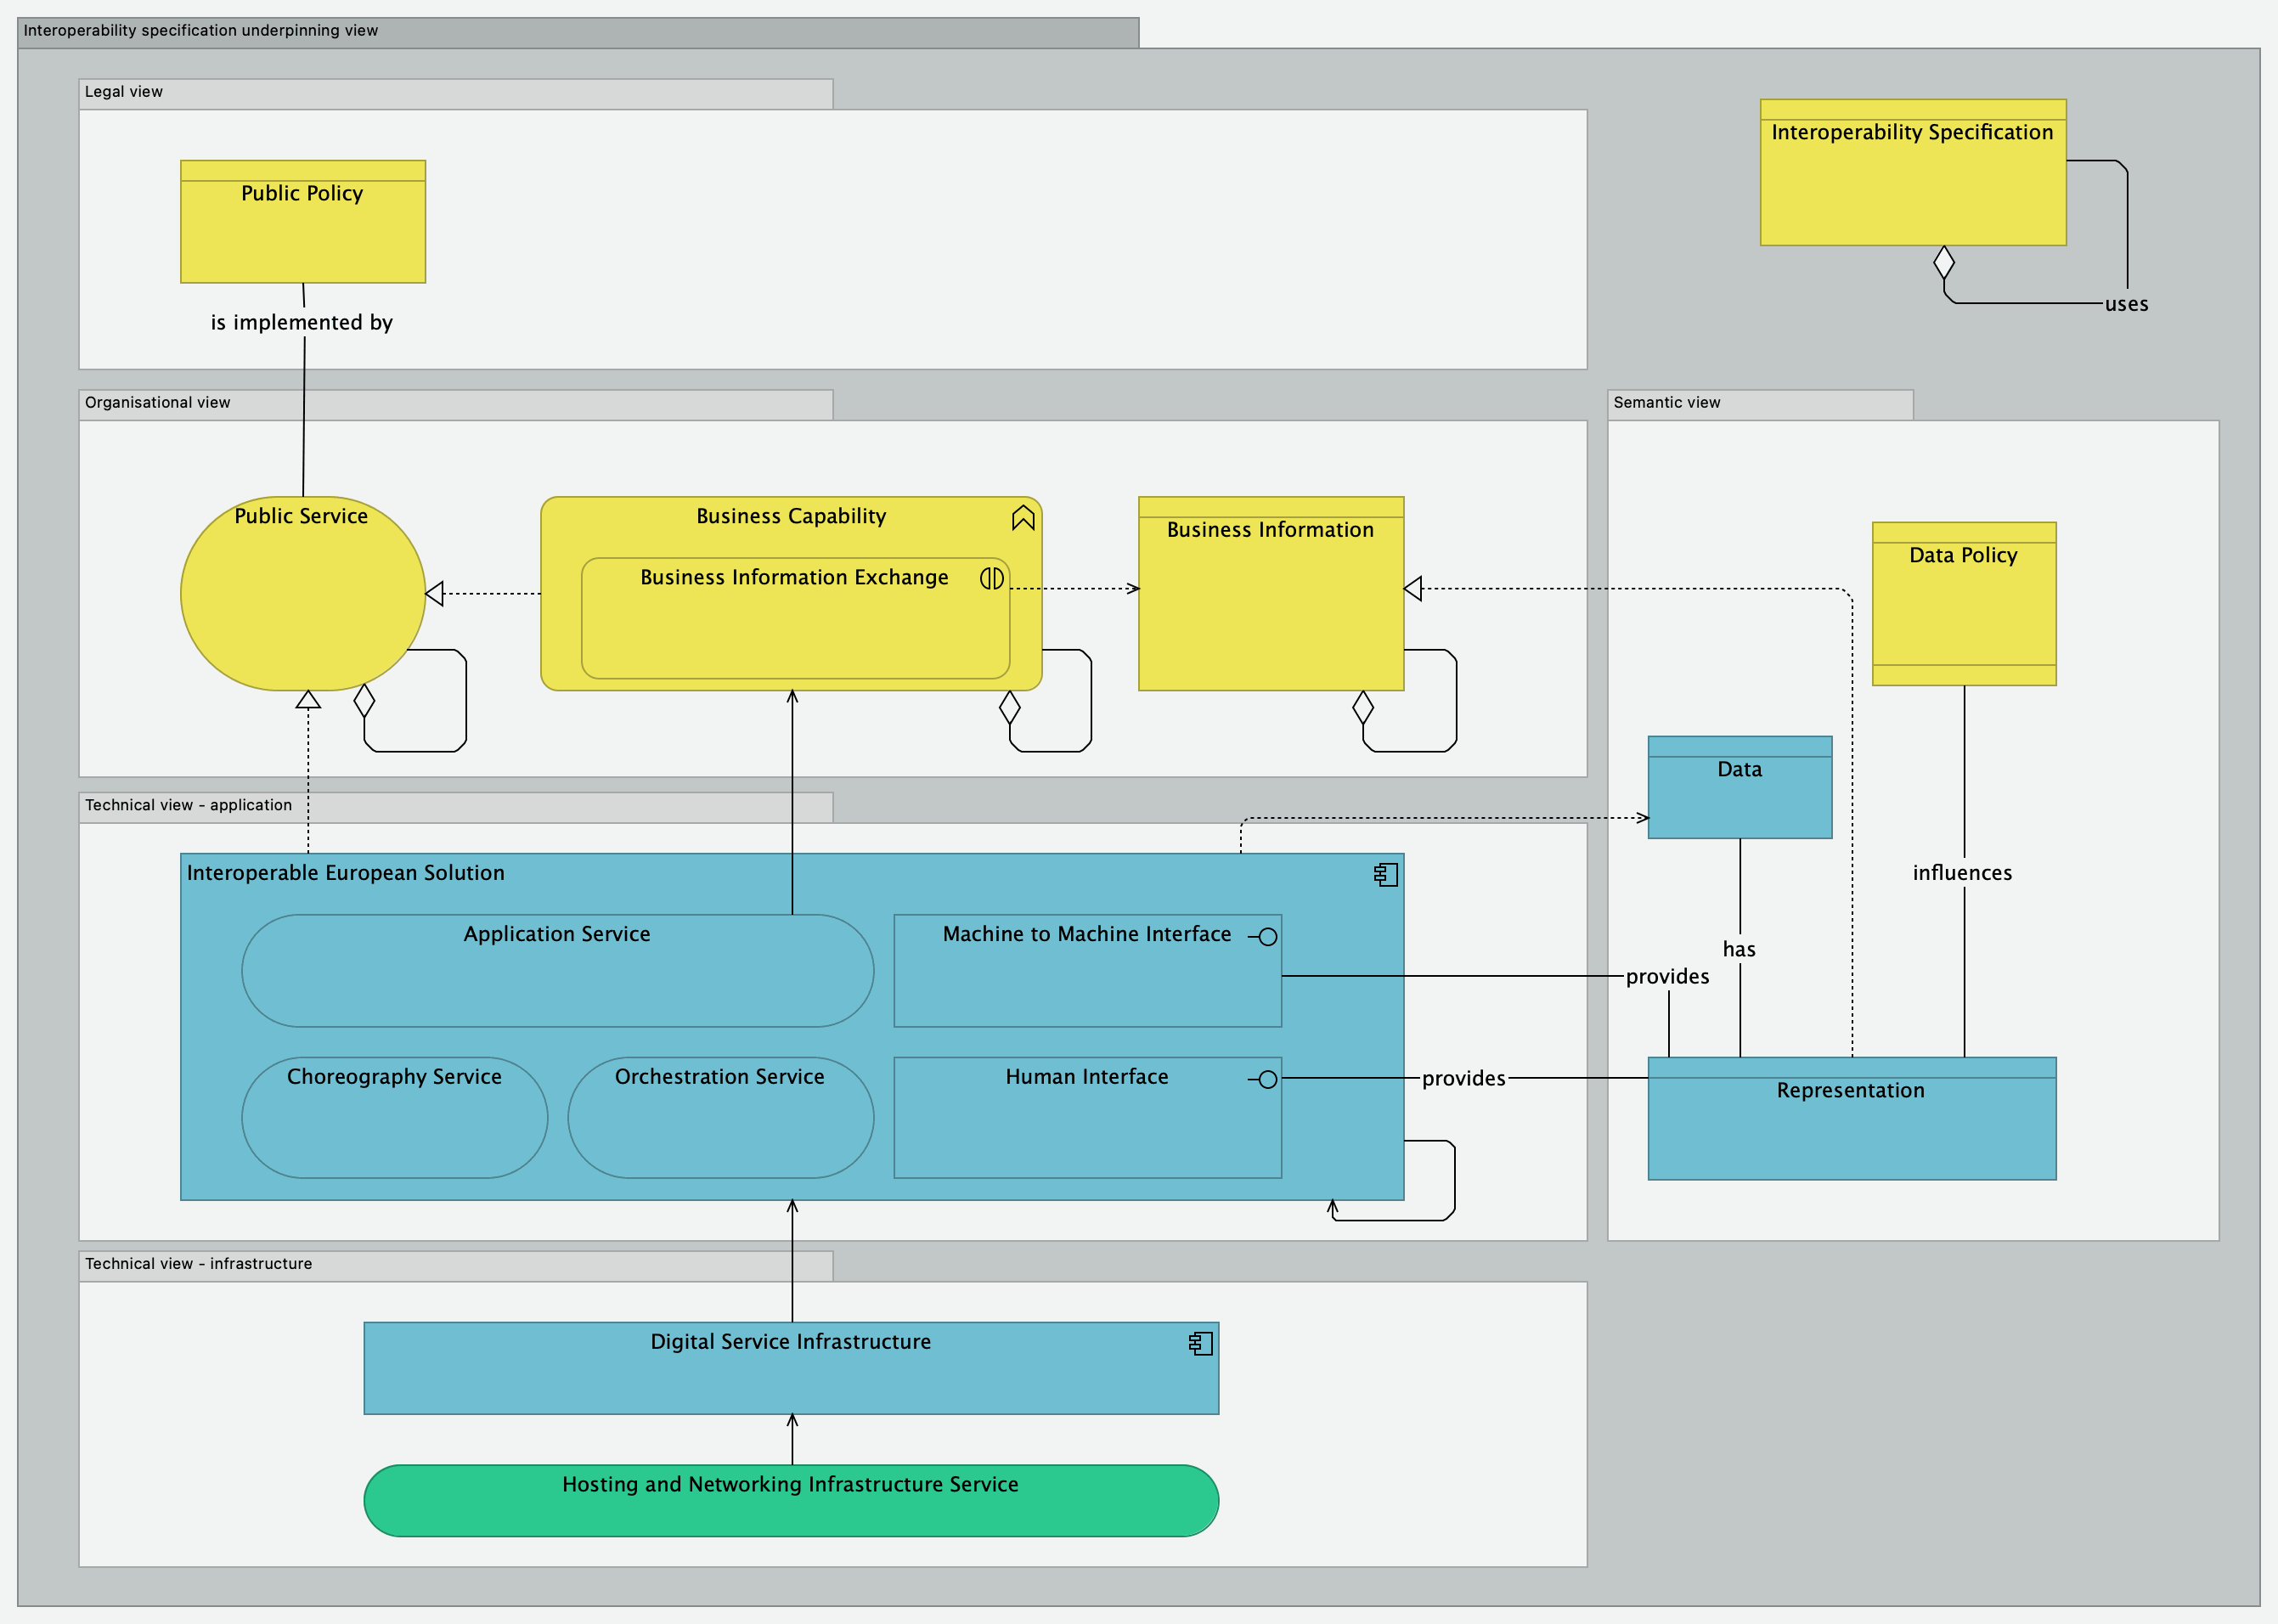 Interoperability specification underpinning view
Legal view
Public Policy
is implemented by
Interoperability Specification
uses
Organisational view
Public Service
Business Capability
Business Information Exchange
Business Information
Semantic view
Data Policy
Data
influences
has
provides
provides
Representation
Technical view - application
Interoperable European Solution
Application Service
Machine to Machine Interface
Choreography Service
Orchestration Service
Human Interface
Technical view - infrastructure
Digital Service Infrastructure
Hosting and Networking Infrastructure Service